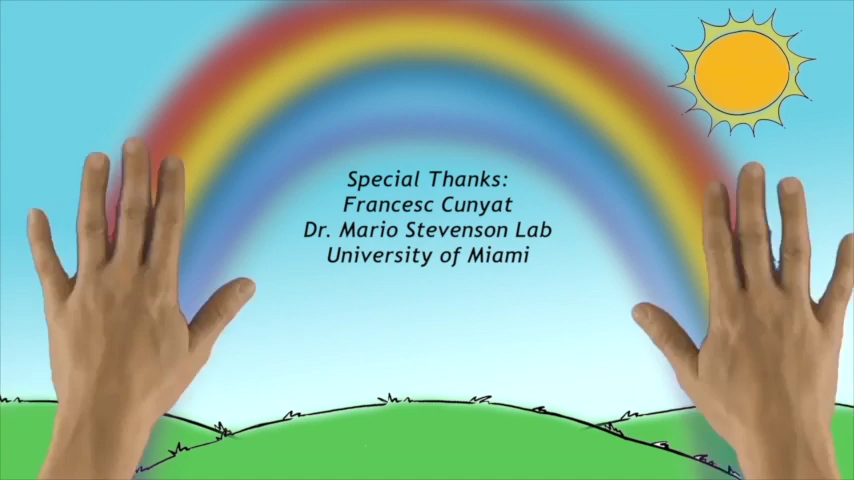 Special Thanks:
Francesc Cunyat
Dr. Mario Stevenson Lab
University of Miami